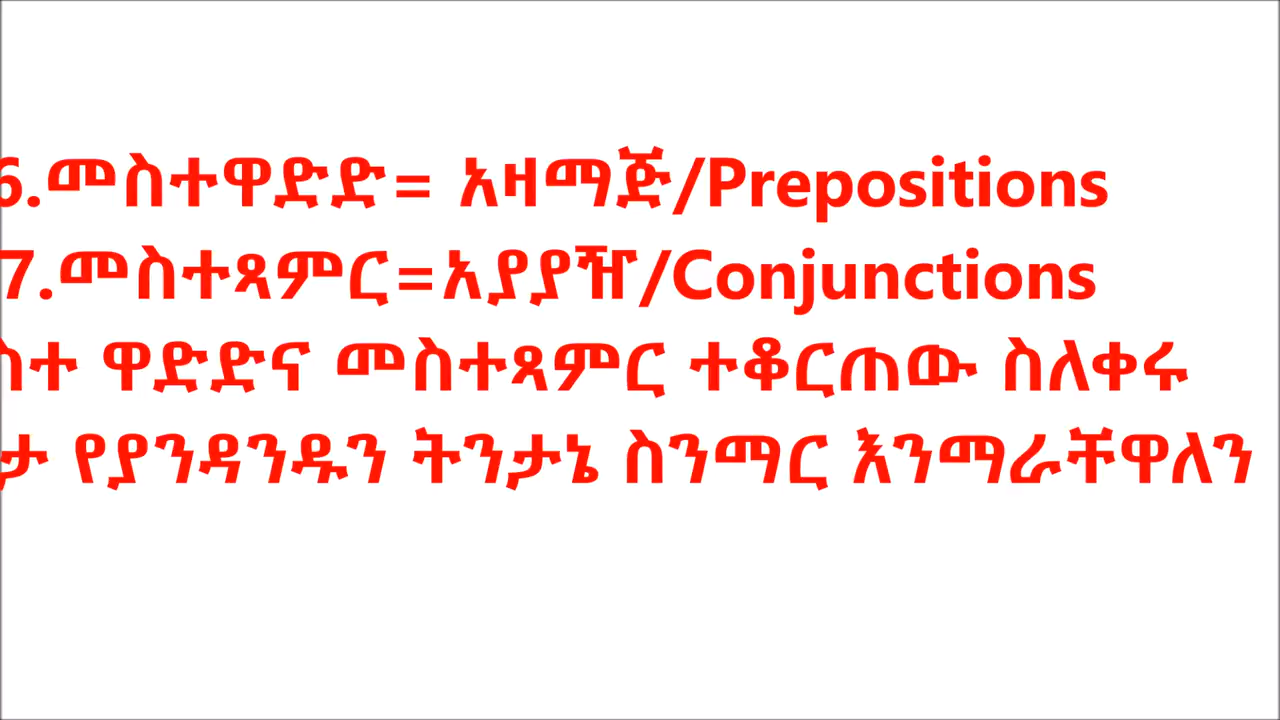 6.መስተዋድድ= አዛማጅ/Prepositions
7.መስተጻምር=አያያዥ/Conjunctions
ዋድድና መስተጻምር ተቆርጠው ስለቀሩ
የያንዳንዱን ትንታኔ ስንማር እንማራቸዋለን